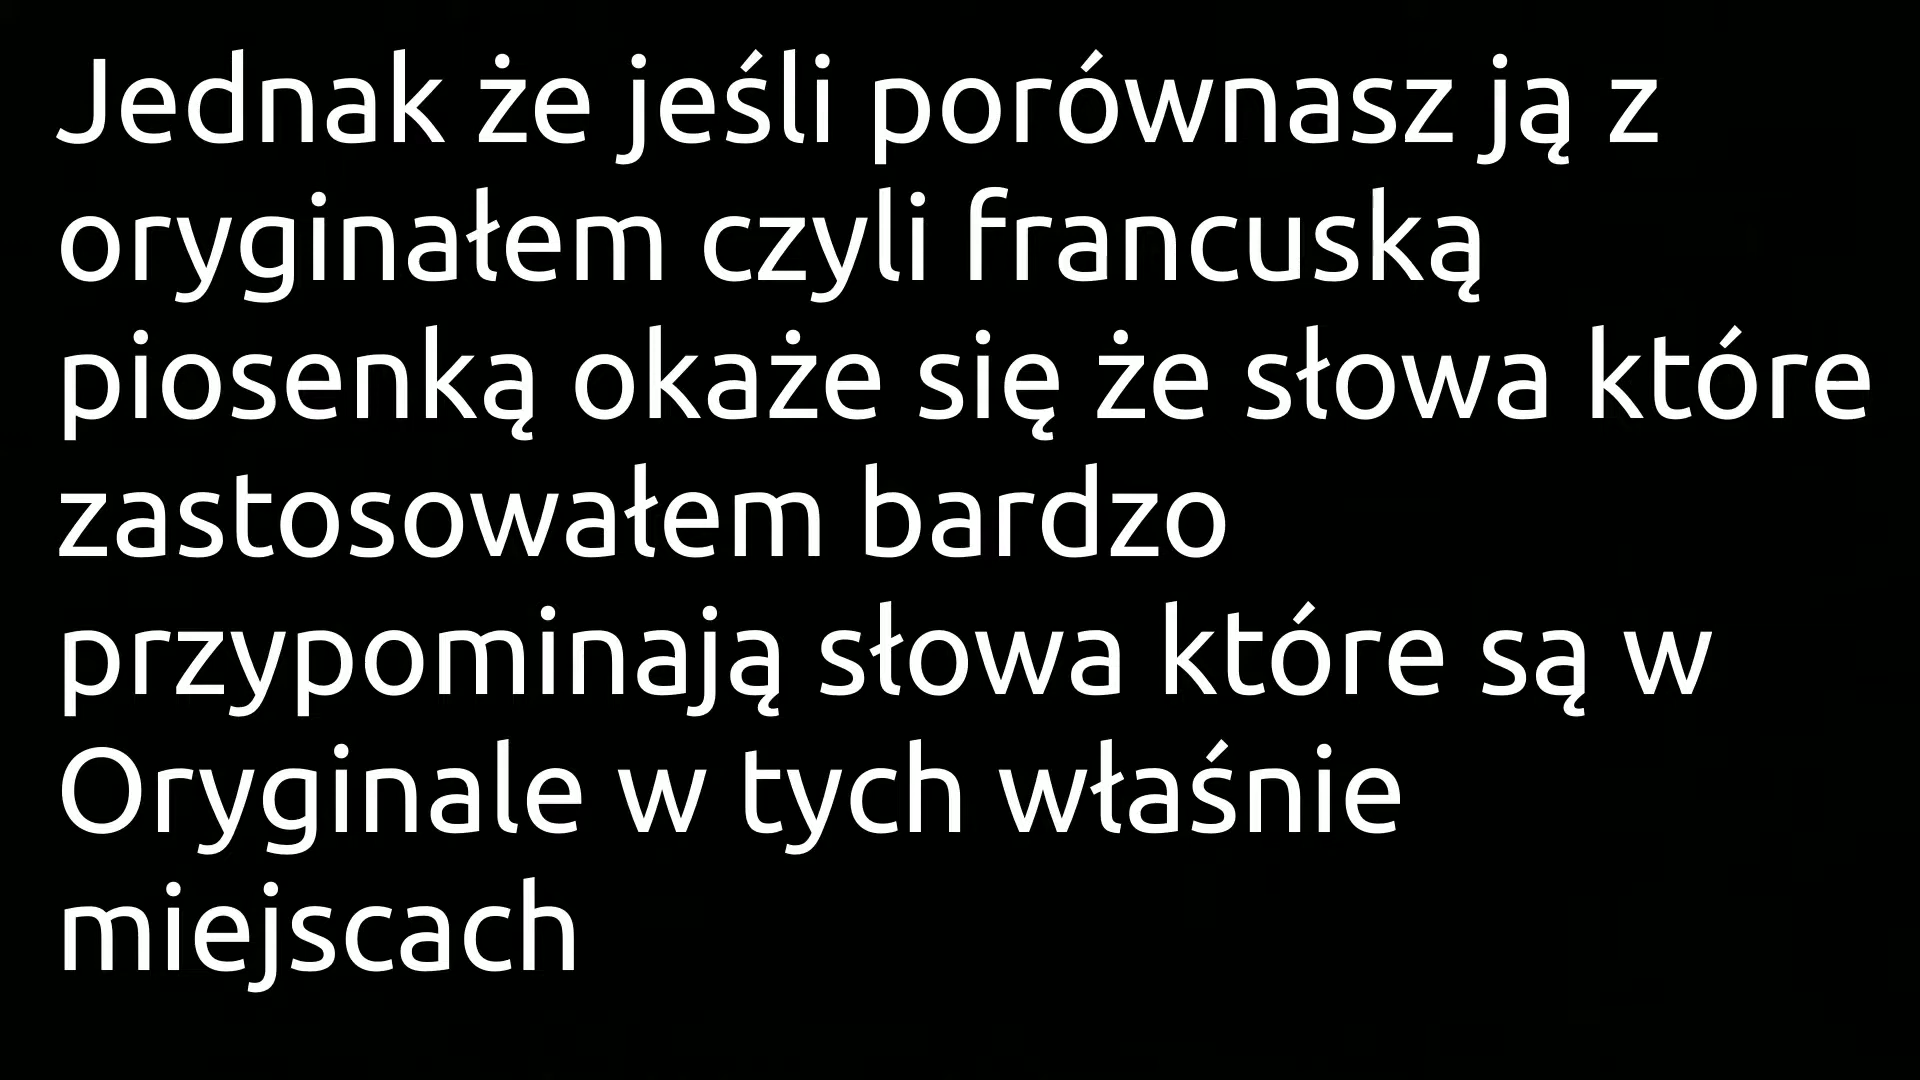 Jednak że jeśli porównasz ją z
oryginałem czyli francuską
piosenką okaże się że słowa które
zastosowałem bardzo
przypominają słowa które są w
Oryginale w tych właśnie
miejscach